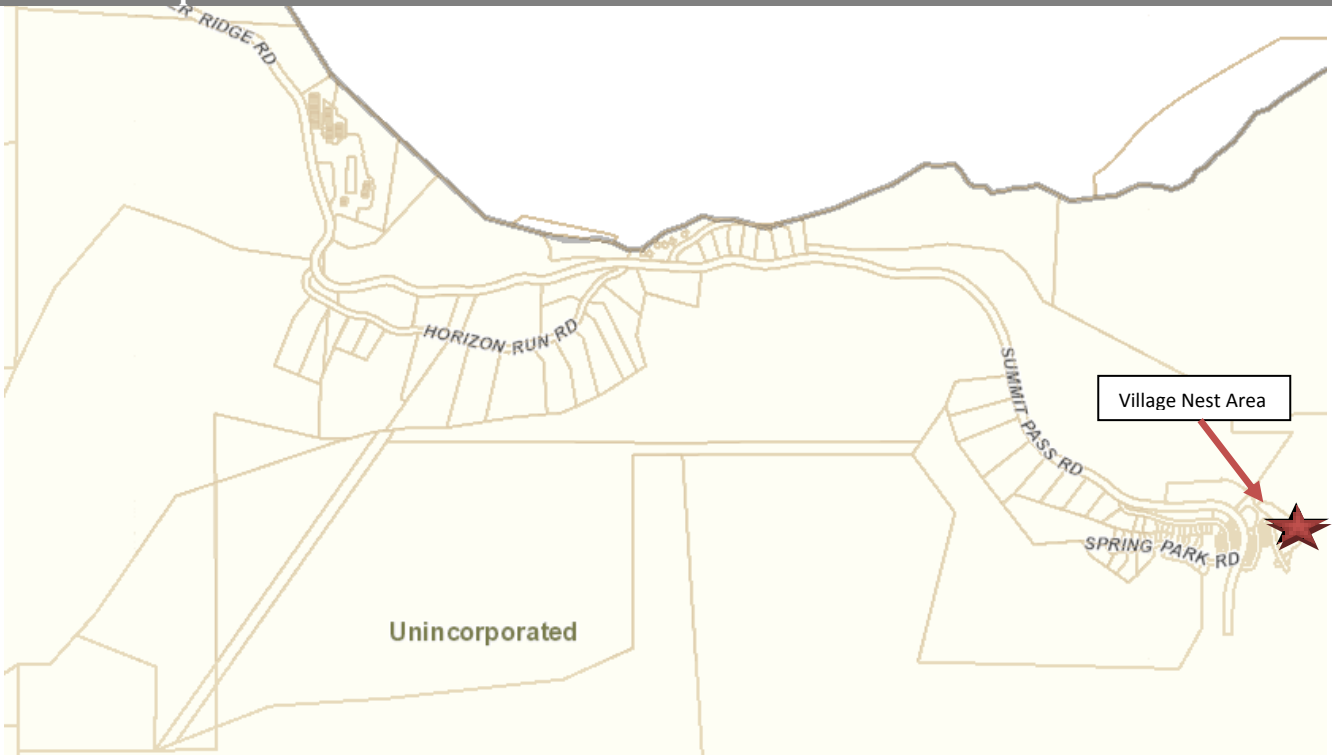 RIDGE RD
HORIZON RUN RD
SUMMIT PASS RD
Village Nest Area
SPRING PARK RD
Unincorporated